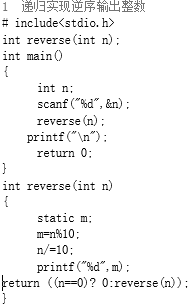 1 递归实现逆序输出整数
# include<stdio.h>
int reverse(int n);
int main()
{
int n;
scanf("%d",&n);
reverse(n);
printf("\n");
return 0;
}
int reverse(int n)
{
static m;
m=n%10;
n/=10;
printf("%d",m);
return ((n==0)? 0:reverse(n));
}